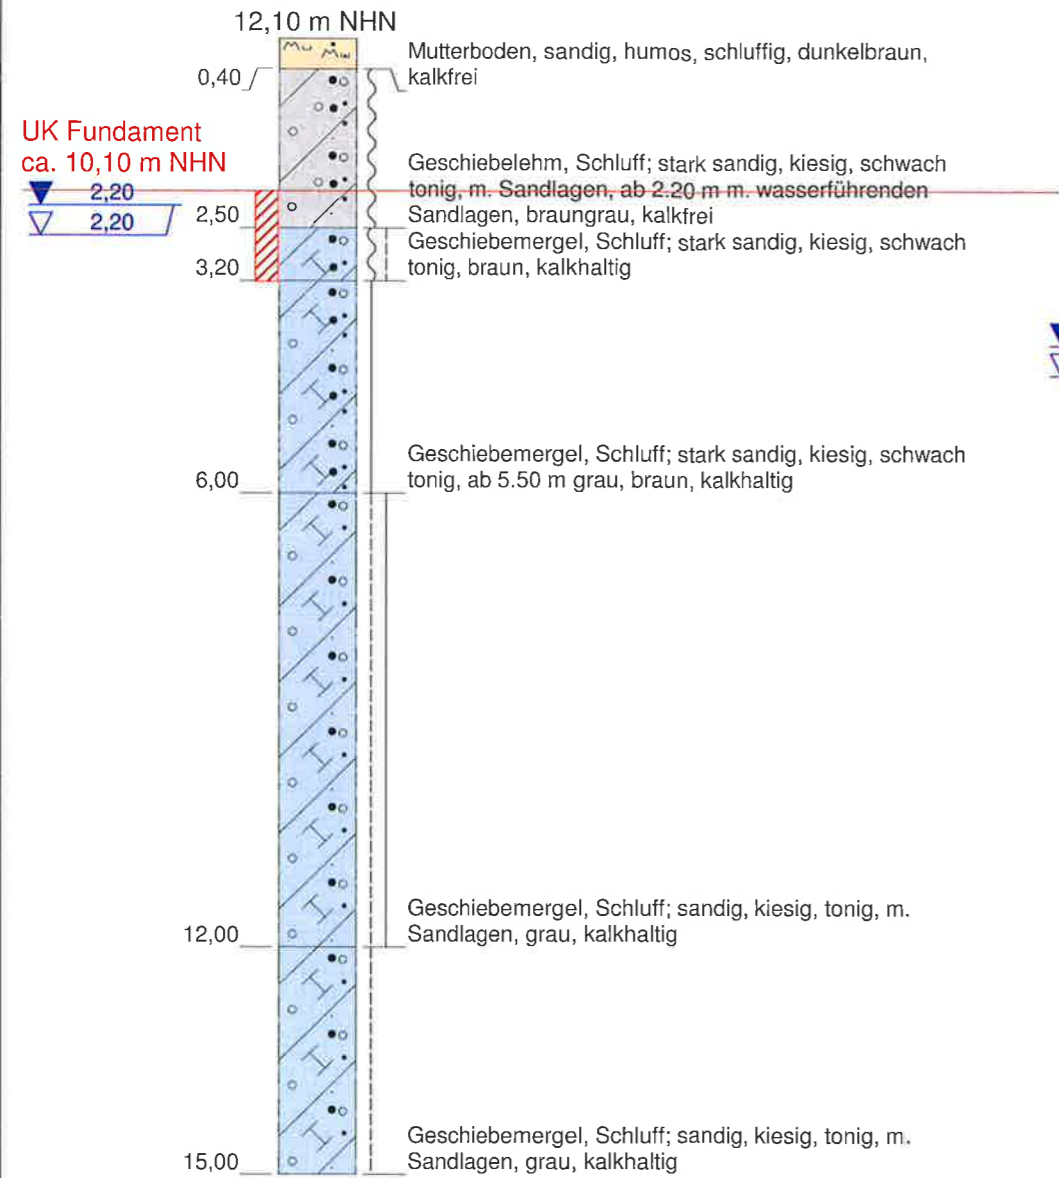 12,10 m NHN
Mu Mu
Mutterboden, sandig, humos, schluffig, dunkelbraun,
0,40
kalkfrei
UK Fundament
ca. 10,10 m NHN
Geschiebelehm, Schluff; stark sandig, kiesig, schwach
2,20
tonig, m. Sandlagen, ab 2.20 m m. wasserführenden
2,20
2,50
Sandlagen, braungrau, kalkfrei
Geschiebemergel, Schluff; stark sandig, kiesig, schwach
3,20
tonig, braun, kalkhaltig
Geschiebemergel, Schluff; stark sandig, kiesig, schwach
6,00
tonig, ab 5.50 m grau, braun, kalkhaltig
Geschiebemergel, Schluff; sandig, kiesig, tonig, m.
12,00
Sandlagen, grau, kalkhaltig
Geschiebemergel, Schluff; sandig, kiesig, tonig, m.
15,00
Sandlagen, grau, kalkhaltig